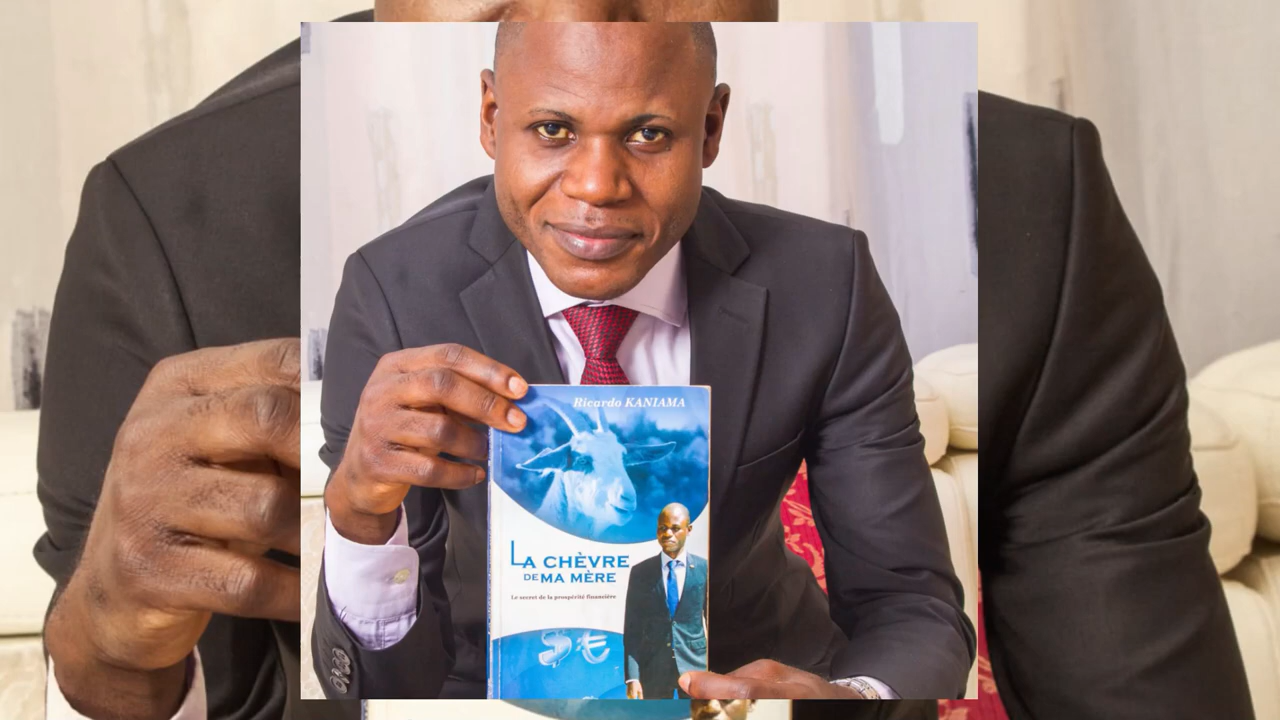 Ricardo KANIAMA
LA CHÈVRE
DE MA MÈRE
Le secret de la prospérité financière
$€